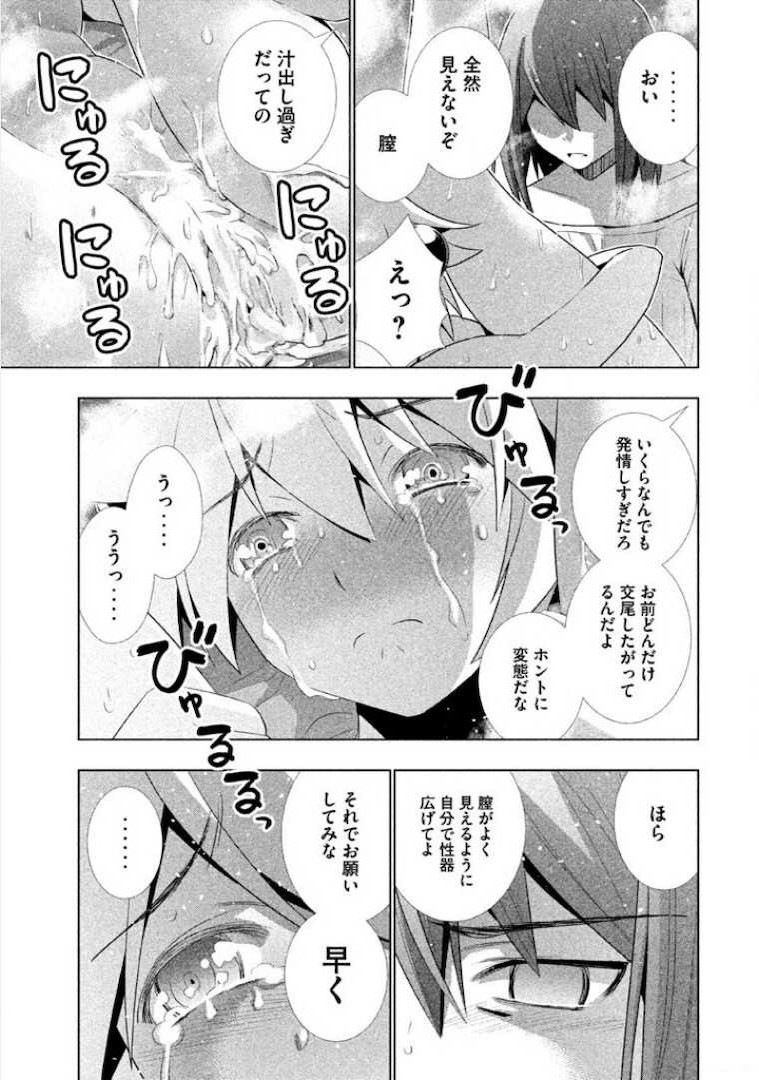 ‥‥‥
おい
全然
見えないぞ
膣
えっ?
汁出し過ぎ
だっての
にゅる
にゅる
にゅる
いくらなんでも
発情しすぎだろ
お前どんだけ
交尾したがって
るんだよ
ホントに
変態だな
びゅるっ
うっ‥‥
ううっ‥‥
びゅるるっ
ほら
膣がよく
見えるように
自分で性器
広げてよ
それでお願い
してみな
早く
‥‥‥